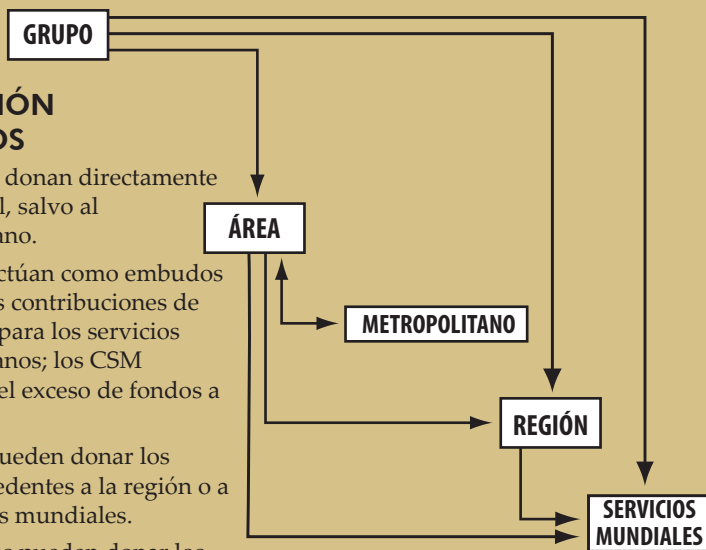 GRUPO
IÓN
OS
donan directamente
l, salvo al
ano.
ctúan como embudos
s contribuciones de
para los servicios
anos; los CSM
el exceso de fondos a
ueden donar los
edentes a la región o a
s mundiales.
ÁREA
METROPOLITANO
REGIÓN
SERVICIOS
MUNDIALES